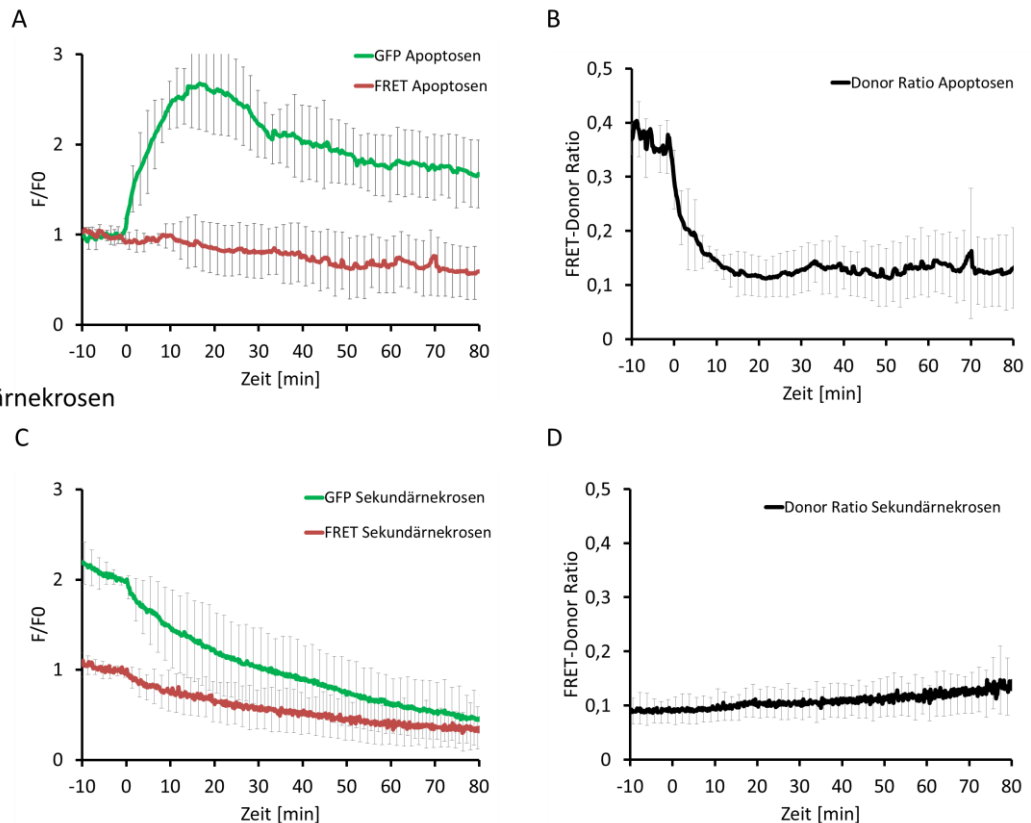 A
GFP Apoptosen
FRET Apoptosen
3
2
1
0
F/F0
-10 0 10 20 30 40 50 60 70 80
Zeit [min]
B
Donor Ratio Apoptosen
0,5
0,4
0,3
0,2
0,1
0
FRET-Donor Ratio
-10 0 10 20 30 40 50 60 70 80
Zeit [min]
ärnekrosen
C
GFP Sekundärnekrosen
FRET Sekundärnekrosen
3
2
1
0
F/F0
-10 0 10 20 30 40 50 60 70 80
Zeit [min]
D
Donor Ratio Sekundärnekrosen
0,5
0,4
0,3
0,2
0,1
0
FRET-Donor Ratio
-10 0 10 20 30 40 50 60 70 80
Zeit [min]